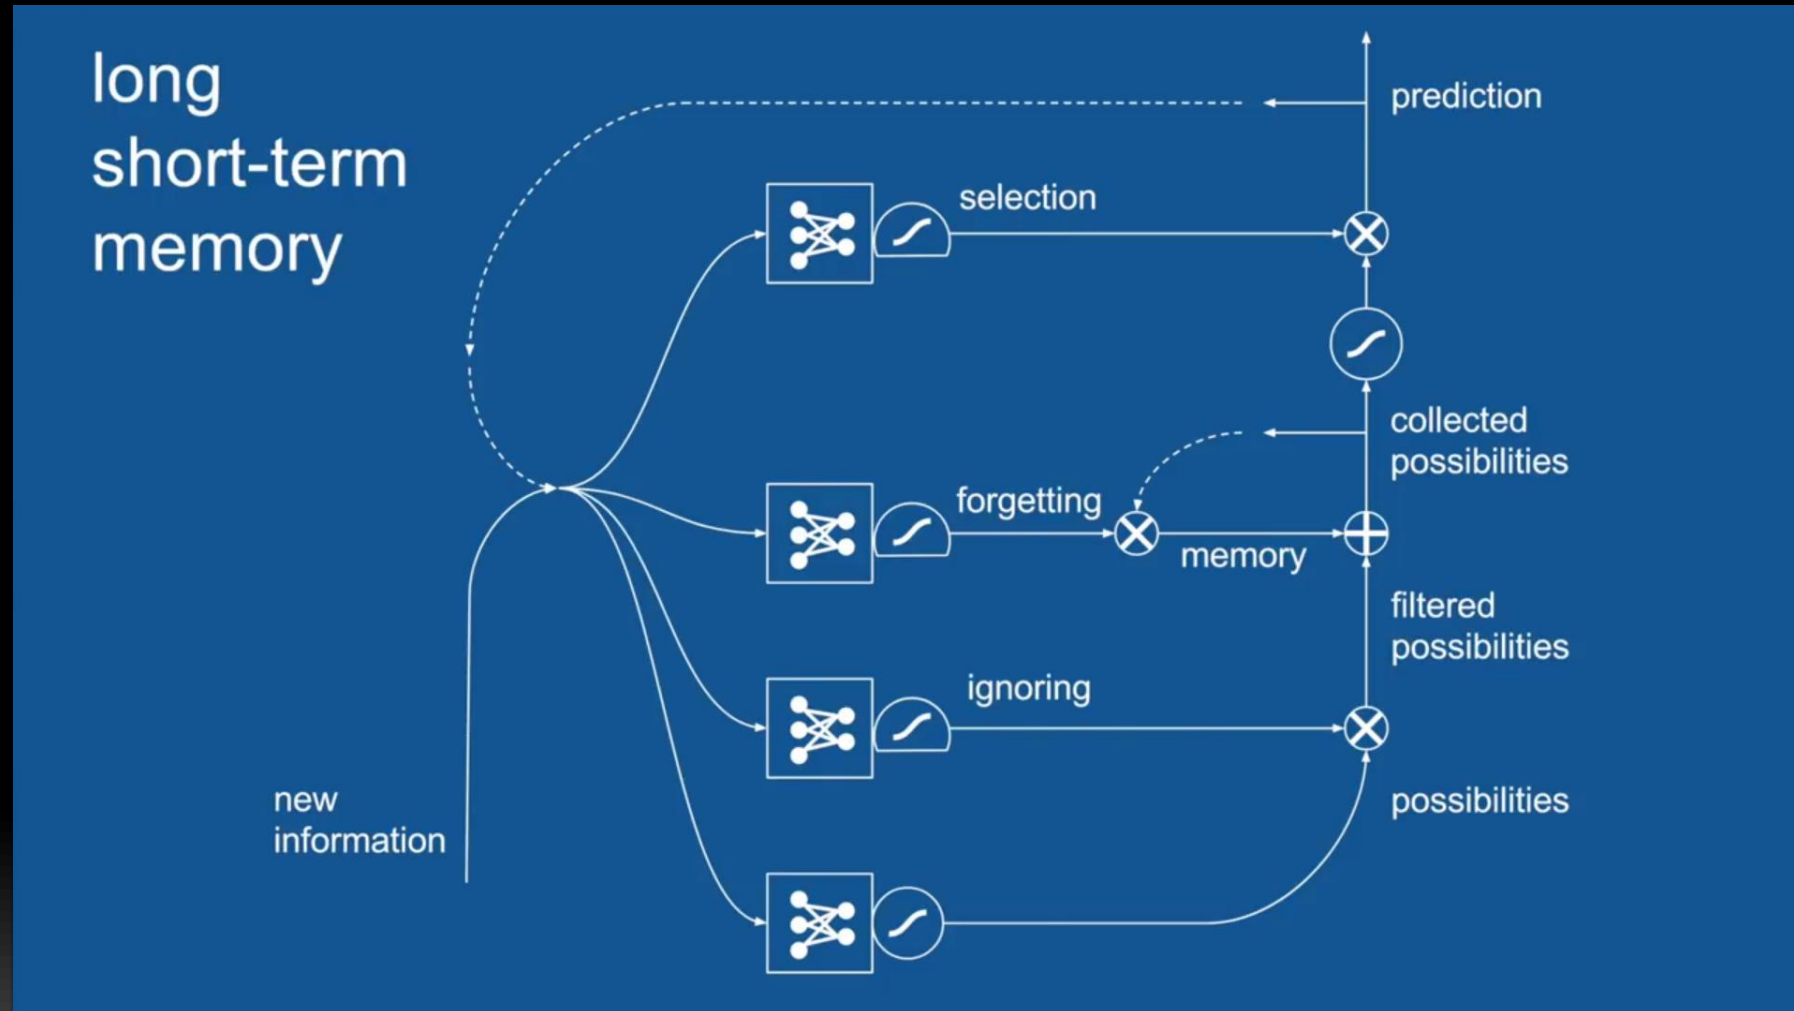 long
short-term
memory
prediction
selection
collected
possibilities
forgetting
memory
filtered
possibilities
ignoring
new
information
possibilities